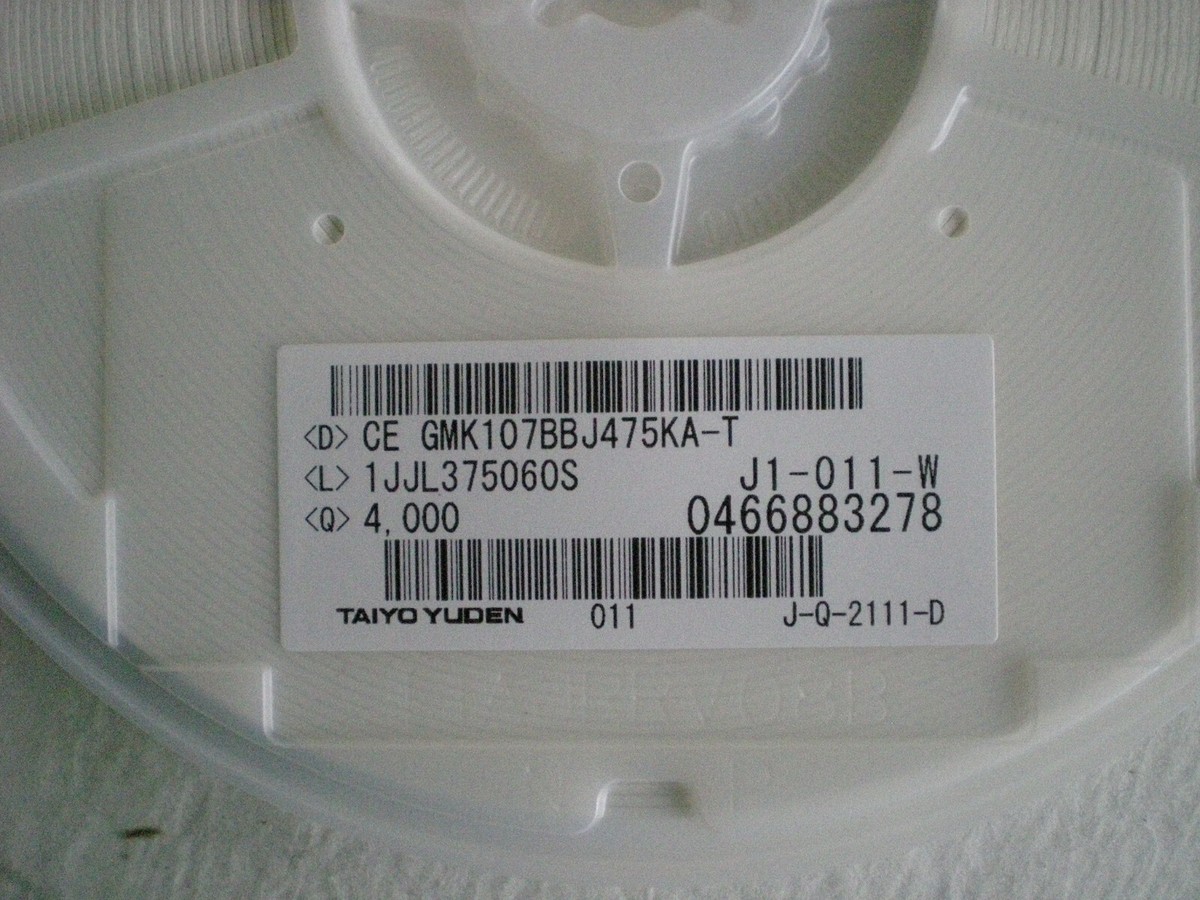 <D> CE GMK107BBJ475KA-T
<L> 1JJL375060S J1-011-W
<Q> 4,000 0466883278
TAIYO YUDEN 011 J-Q-2111-D